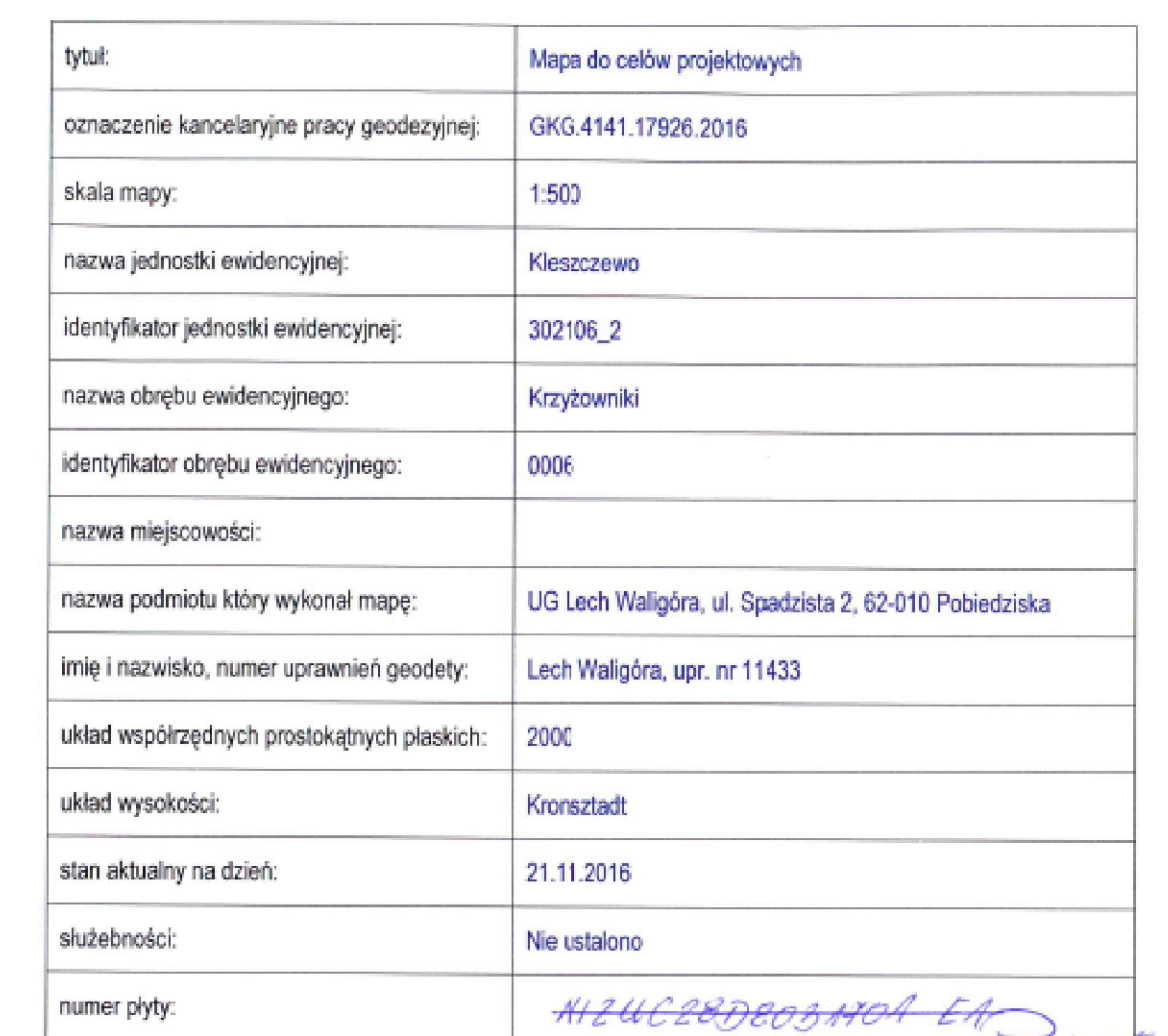 tytuł: Mapa do celów projektowych
oznaczenie kancelaryjne pracy geodezyjnej: GKG.4141.17926.2016
skala mapy: 1:500
nazwa jednostki ewidencyjnej: Kleszczewo
identyfikator jednostki ewidencyjnej: 302106_2
nazwa obrębu ewidencyjnego: Krzyżowniki
identyfikator obrębu ewidencyjnego: 0006
nazwa miejscowości:
nazwa podmiotu który wykonał mapę: UG Lech Waligóra, ul. Spadzista 2, 62-010 Pobiedziska
imię i nazwisko, numer uprawnień geodety: Lech Waligóra, upr. nr 11433
układ współrzędnych prostokątnych płaskich: 2000
układ wysokości: Kronsztadt
stan aktualny na dzień: 21.11.2016
służebności: Nie ustalono
numer płyty: